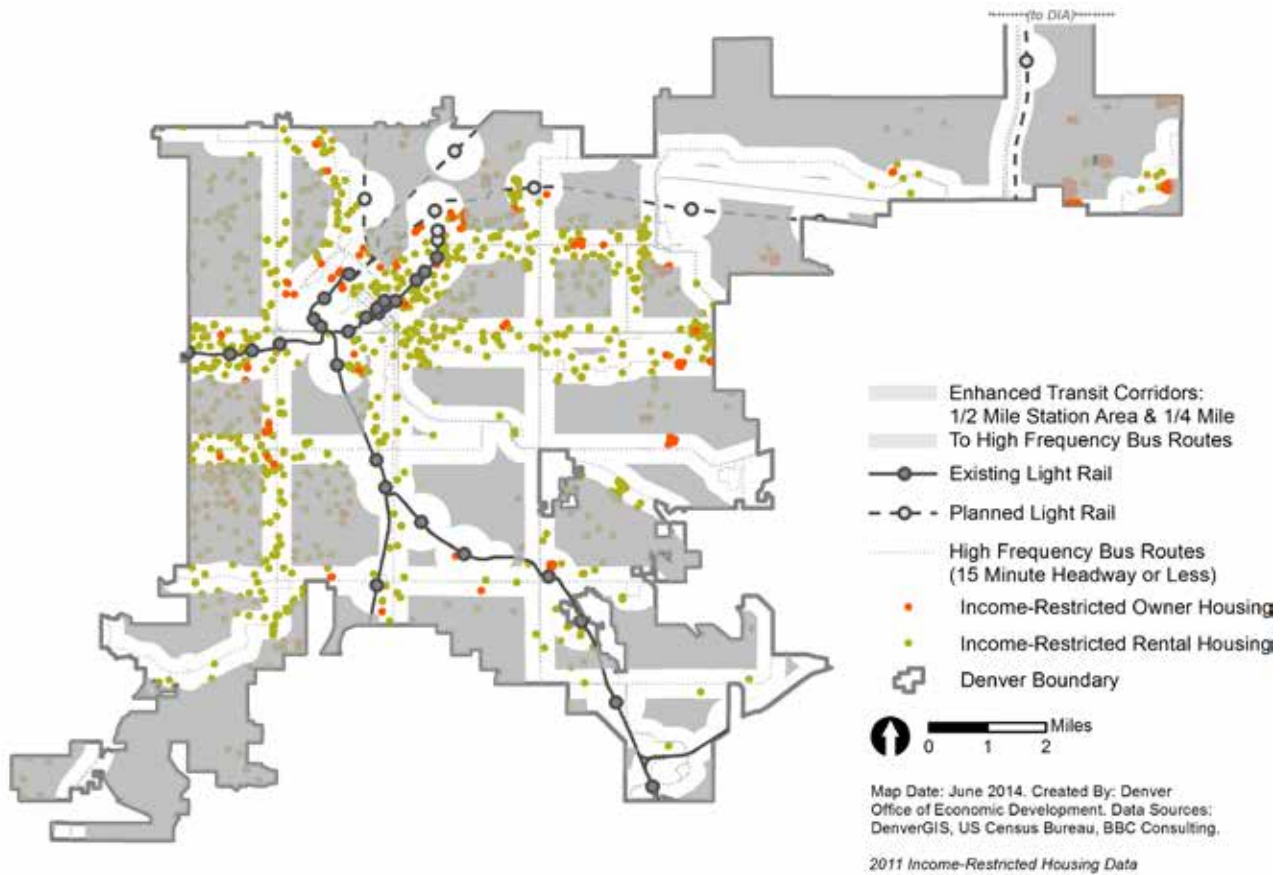 (to DIA)
Enhanced Transit Corridors:
1/2 Mile Station Area & 1/4 Mile
To High Frequency Bus Routes
Existing Light Rail
Planned Light Rail
High Frequency Bus Routes
(15 Minute Headway or Less)
Income-Restricted Owner Housing
Income-Restricted Rental Housing
Denver Boundary
Miles
0 1 2
Map Date: June 2014. Created By: Denver
Office of Economic Development. Data Sources:
DenverGIS, US Census Bureau, BBC Consulting.
2011 Income-Restricted Housing Data